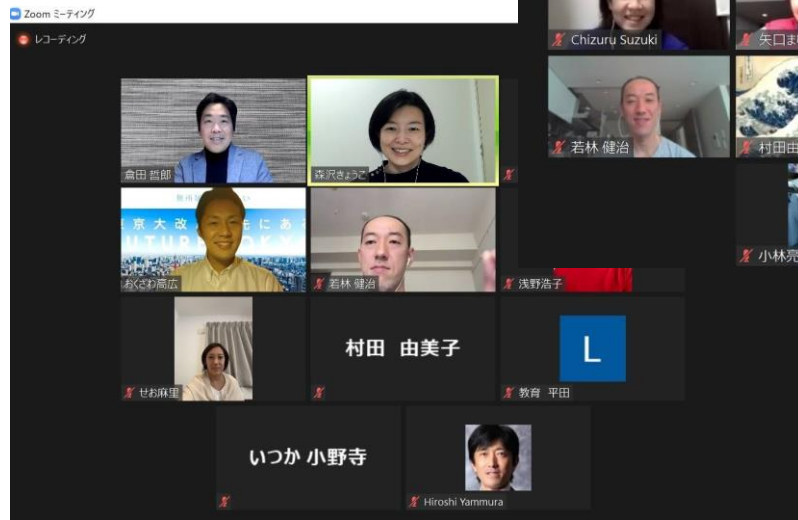 Zoom ミーティング
レコーディング
Chizuru Suzuki
矢口ま
若林 健治
村田由
小林亮
倉田 哲郎
森沢きょうこ
おくざわ高広
若林 健治
浅野浩子
せお麻里
村田 由美子
L
教育 平田
いつか 小野寺
Hiroshi Yammura